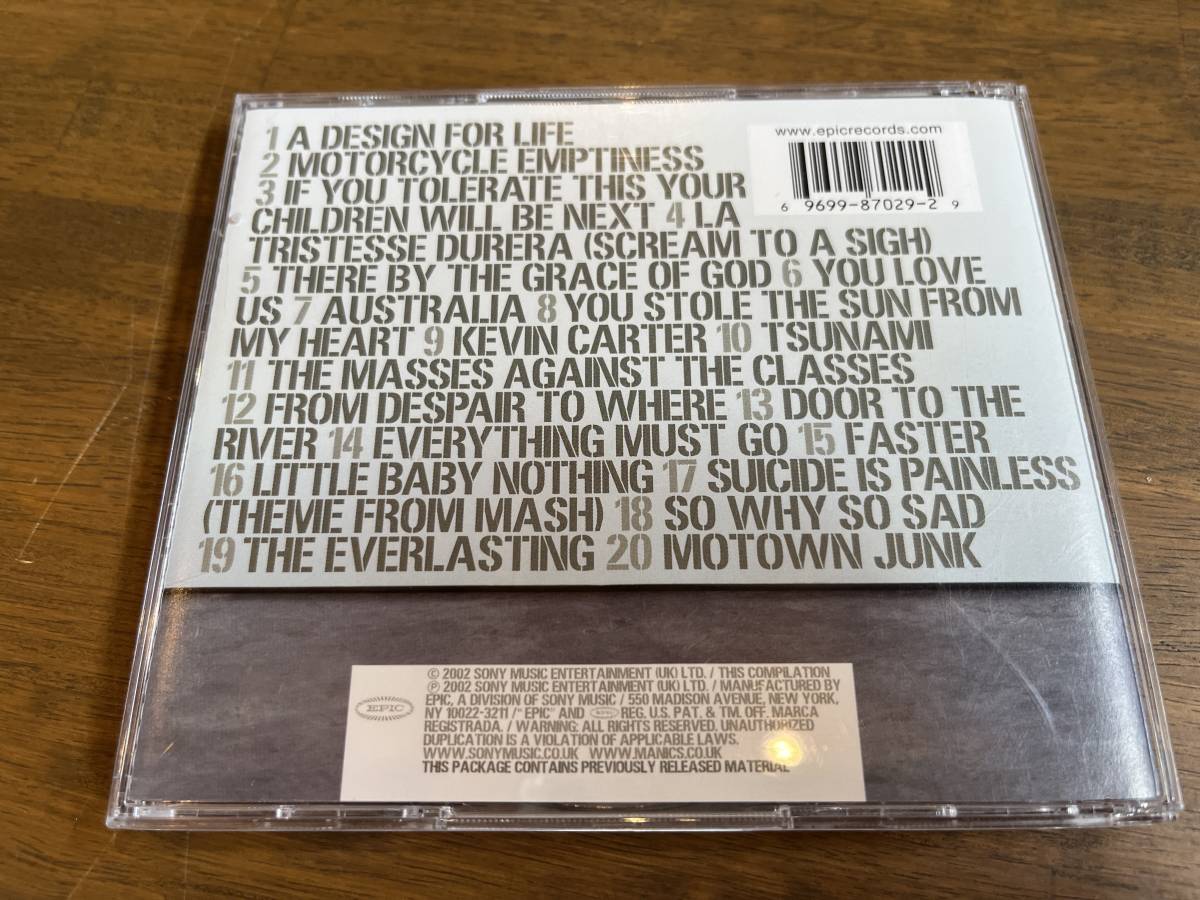 1 A DESIGN FOR LIFE
2 MOTORCYCLE EMPTINESS
3 IF YOU TOLERATE THIS YOUR
CHILDREN WILL BE NEXT 4 LA
TRISTESSE DURERA (SCREAM TO A SIGH)
5 THERE BY THE GRACE OF GOD 6 YOU LOVE
US 7 AUSTRALIA 8 YOU STOLE THE SUN FROM
MY HEART 9 KEVIN CARTER 10 TSUNAMI
11 THE MASSES AGAINST THE CLASSES
12 FROM DESPAIR TO WHERE 13 DOOR TO THE
RIVER 14 EVERYTHING MUST GO 15 FASTER
16 LITTLE BABY NOTHING 17 SUICIDE IS PAINLESS
(THEME FROM MASH) 18 SO WHY SO SAD
19 THE EVERLASTING 20 MOTOWN JUNK
www.epicrecords.com
6 9699-87029-2 9
EPIC
© 2002 SONY MUSIC ENTERTAINMENT (UK) LTD. / THIS COMPILATION
℗ 2002 SONY MUSIC ENTERTAINMENT (UK) LTD. / MANUFACTURED BY
EPIC, A DIVISION OF SONY MUSIC / 550 MADISON AVENUE, NEW YORK,
NY 10022-3211 /" EPIC" AND EPIC REG. U.S. PAT. & TM. OFF. MARCA
REGISTRADA. / WARNING: ALL RIGHTS RESERVED. UNAUTHORIZED
DUPLICATION IS A VIOLATION OF APPLICABLE LAWS.
WWW.SONYMUSIC.CO.UK WWW.MANICS.CO.UK
THIS PACKAGE CONTAINS PREVIOUSLY RELEASED MATERIAL